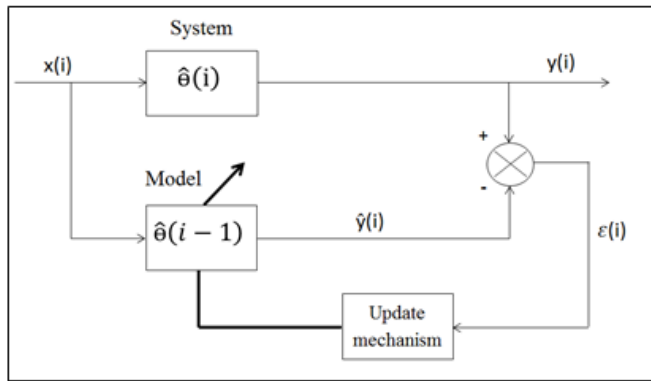 System
x(i)
ɵ̂(i)
y(i)
+
Model
-
ɵ̂(i − 1)
ŷ(i)
ε(i)
Update
mechanism